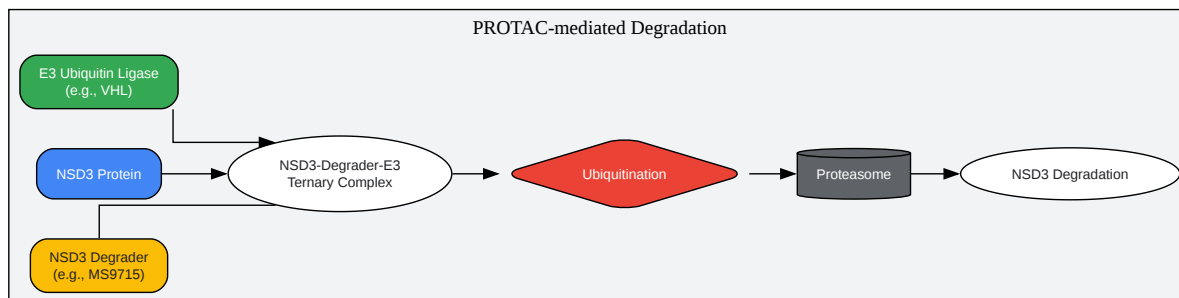 PROTAC-mediated Degradation
E3 Ubiquitin Ligase
(e.g., VHL)
NSD3 Protein
NSD3 Degrader
(e.g., MS9715)
NSD3-Degrader-E3
Ternary Complex
Ubiquitination
Proteasome
NSD3 Degradation